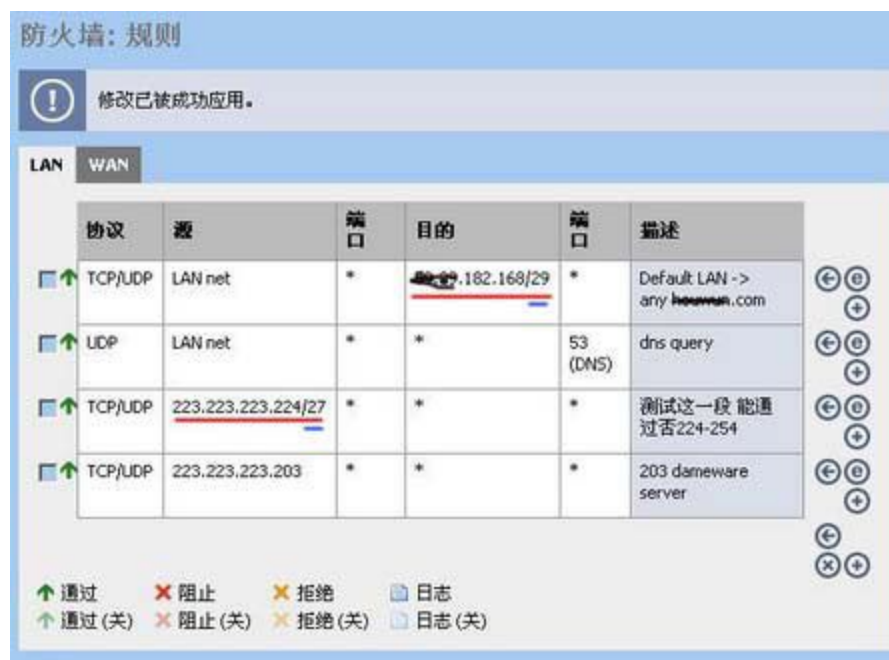 防火墙: 规则
修改已被成功应用。
LAN WAN
协议 源 端口 目的 端口 描述
TCP/UDP LAN net * .182.168/29 * Default LAN ->
any .com
UDP LAN net * * 53 dns query
(DNS)
TCP/UDP 223.223.223.224/27 * * * 测试这一段 能通
过否224-254
TCP/UDP 223.223.223.203 * * * 203 dameware
server
通过 阻止 拒绝 日志
通过 (关) 阻止 (关) 拒绝 (关) 日志 (关)